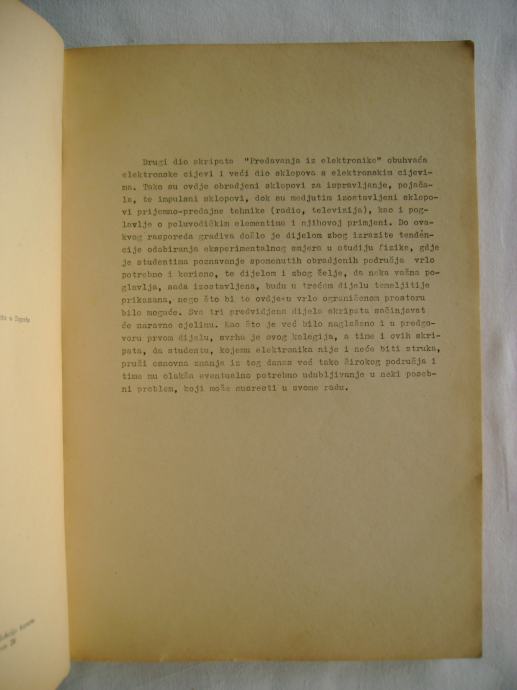 Drugi dio skripata "Predavanja iz elektronike" obuhvaća
elektronske cijevi i veći dio sklopova s elektronskim cijevi-
ma. Tako su ovdje obradjeni sklopovi za ispravljanje, pojača-
la, te impulsni sklopovi, dok su medjutim izostavljeni sklopo-
vi prijemno-predajne tehnike (radio, televizija), kao i pog-
lavlje o poluvodičkim elementima i njihovoj primjeni. Do ova-
kvog rasporeda gradiva došlo je dijelom zbog izrazite tendén-
cije odabiranja eksperimentalnog smjera u studiju fizike, gdje
je studentima poznavanje spomenutih obradjenih područja vrlo
potrebno i korisno, te dijelom i zbog želje, da neka važna po-
glavlja, sada izostavljena, budu u trećem dijelu temeljitije
prikazana, nego što bi to ovdje u vrlo ograničenom prostoru
bilo moguće. Sva tri predvidjena dijela skripata sačinjavat
će naravno cjelinu. Kao što je već bilo naglašeno i u predgo-
voru prvom dijelu, svrha je ovog kolegija, a time i ovih skri-
pata, da studentu, kojemu elektronika nije i neće biti struka,
pruži osnovna znanja iz tog danas već tako širokog područja i
time mu olakša eventualno potrebno udubljivanje u neki poseb-
ni problem, koji može susresti u svome radu.